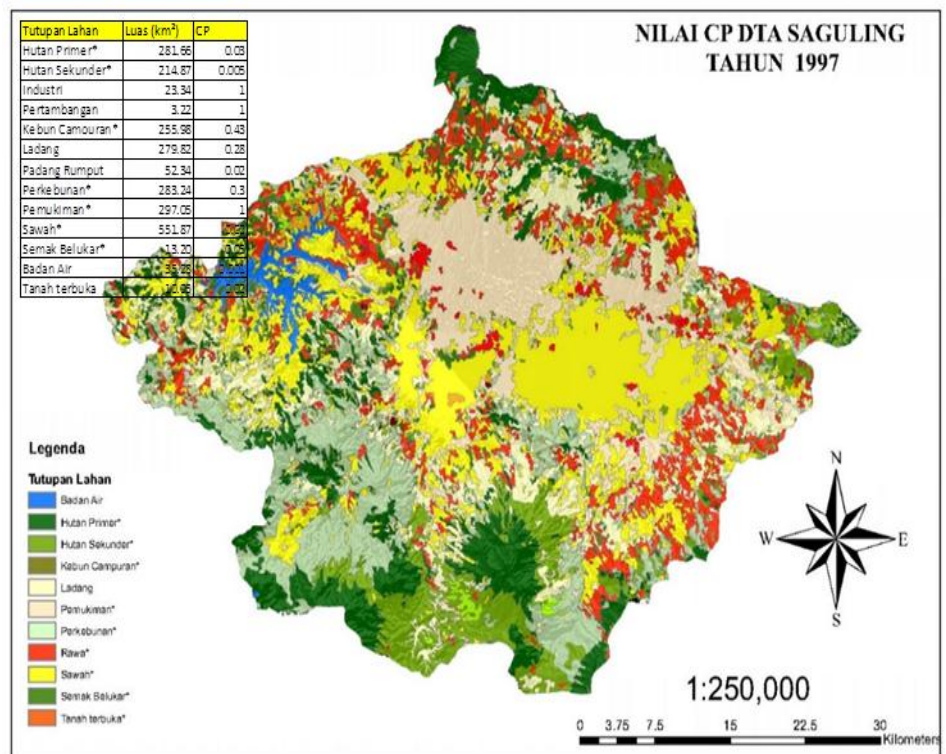 NILAI CP DTA SAGULING
TAHUN 1997
Tutupan Lahan Luas (km²) CP
Hutan Primer* 281.66 0.03
Hutan Sekunder* 214.87 0.005
Industri 23.34 1
Pertambangan 3.22 1
Kebun Camouran* 255.98 0.43
Ladang 279.82 0.28
Padang Rumput 52.34 0.02
Perkebunan* 283.24 0.3
Pemukiman* 297.05 1
Sawah* 551.87
Semak Belukar* 13.20
Badan Air
Tanah terbuka
Legenda
Tutupan Lahan
Badan Air
Hutan Primer*
Hutan Sekunder*
Kebun Campuran*
Ladang
Pemukiman*
Perkebunan*
Rawa*
Sawah*
Semak Belukar*
Tanah terbuka*
N
W E
S
1:250,000
0 3.75 7.5 15 22.5 30
Kilometers